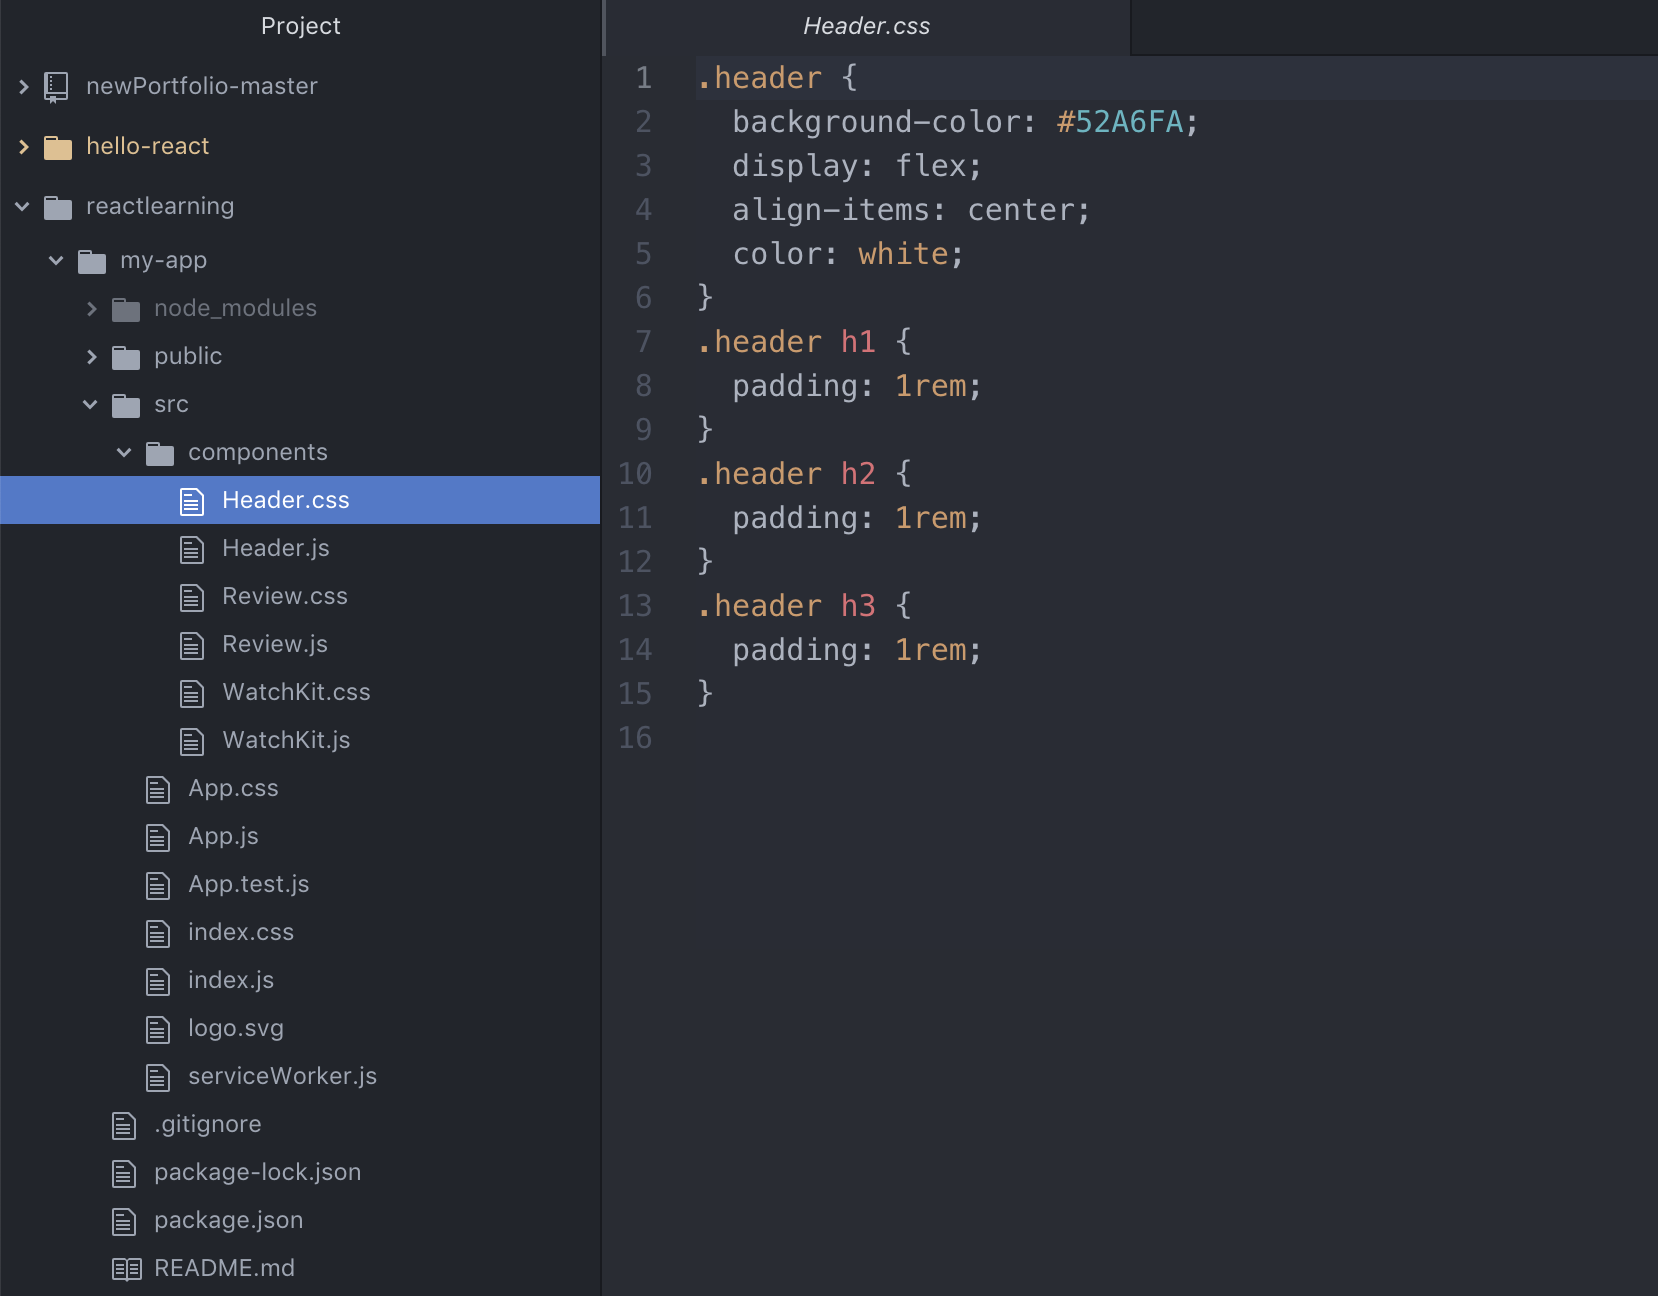 Project
newPortfolio-master
hello-react
reactlearning
my-app
node_modules
public
src
components
Header.css
Header.js
Review.css
Review.js
WatchKit.css
WatchKit.js
App.css
App.js
App.test.js
index.css
index.js
logo.svg
serviceWorker.js
.gitignore
package-lock.json
package.json
README.md
Header.css
1 .header {
2   background-color: #52A6FA;
3   display: flex;
4   align-items: center;
5   color: white;
6 }
7 .header h1 {
8   padding: 1rem;
9 }
10 .header h2 {
11   padding: 1rem;
12 }
13 .header h3 {
14   padding: 1rem;
15 }
16